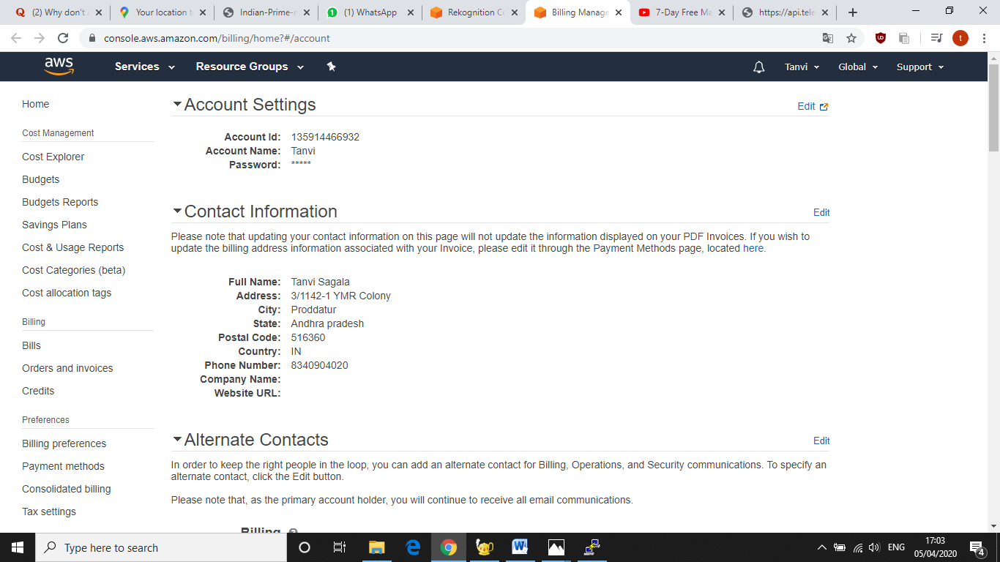 (2) Why don't
Your location t
Indian-Prime-m
(1) WhatsApp
Rekognition Co
Billing Manage
7-Day Free Ma
https://api.tele
console.aws.amazon.com/billing/home?#/account
t
aws
Services
Resource Groups
Tanvi
Global
Support
Home
Cost Management
Cost Explorer
Budgets
Budgets Reports
Savings Plans
Cost & Usage Reports
Cost Categories (beta)
Cost allocation tags
Billing
Bills
Orders and invoices
Credits
Preferences
Billing preferences
Payment methods
Consolidated billing
Tax settings
Account Settings
Edit
Account Id: 135914466932
Account Name: Tanvi
Password: *****
Contact Information
Edit
Please note that updating your contact information on this page will not update the information displayed on your PDF Invoices. If you wish to
update the billing address information associated with your Invoice, please edit it through the Payment Methods page, located here.
Full Name: Tanvi Sagala
Address: 3/1142-1 YMR Colony
City: Proddatur
State: Andhra pradesh
Postal Code: 516360
Country: IN
Phone Number: 8340904020
Company Name:
Website URL:
Alternate Contacts
Edit
In order to keep the right people in the loop, you can add an alternate contact for Billing, Operations, and Security communications. To specify an
alternate contact, click the Edit button.
Please note that, as the primary account holder, you will continue to receive all email communications.
Billing
Type here to search
ENG
17:03
05/04/2020
4